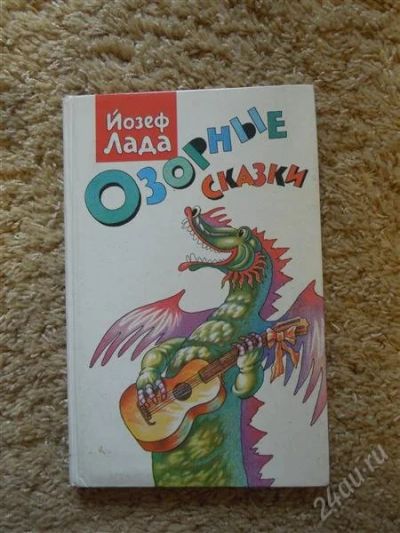 Йозеф
Лада
Озорные
сказки
24au.ru